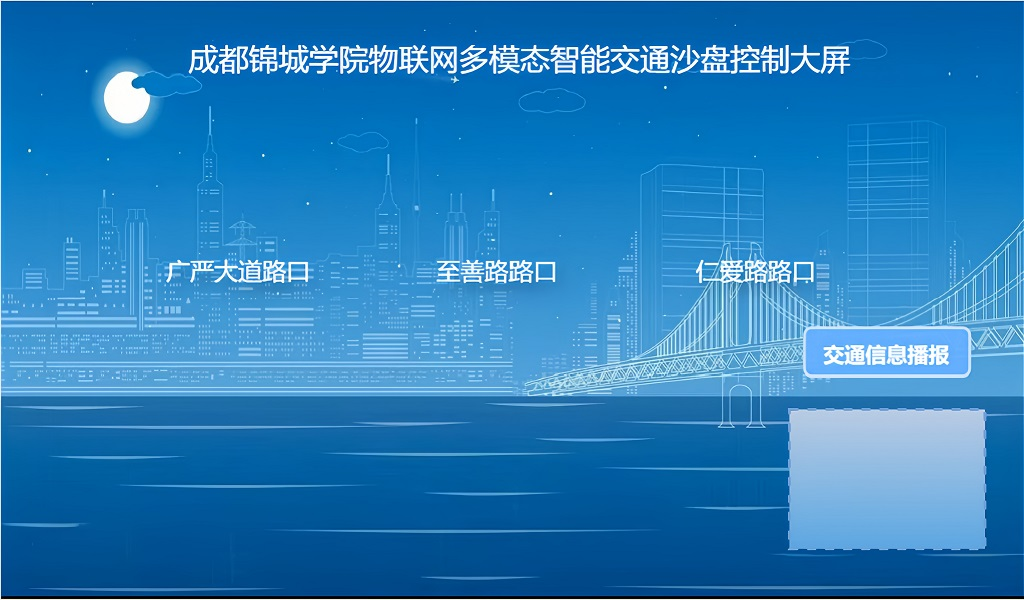 成都锦城学院物联网多模态智能交通沙盘控制大屏
广严大道路口
至善路路口
仁爱路路口
交通信息播报